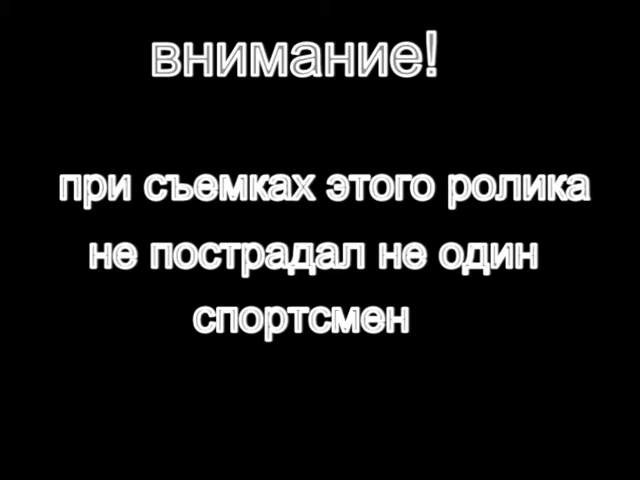 внимание!
при съемках этого ролика
не пострадал не один
спортсмен